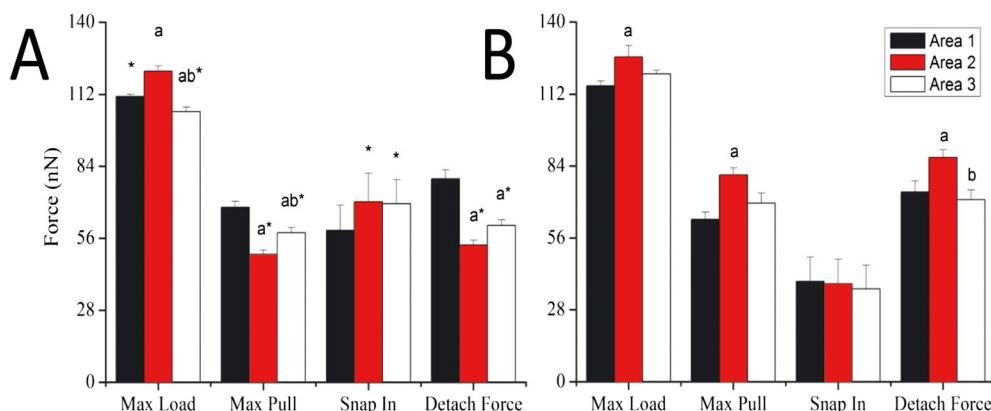 A
Force (nN)
140
112
84
56
28
0
*
a
ab*
a*
ab*
*
*
a*
a*
Max Load
Max Pull
Snap In
Detach Force
B
140
112
84
56
28
0
a
a
a
b
Area 1
Area 2
Area 3
Max Load
Max Pull
Snap In
Detach Force